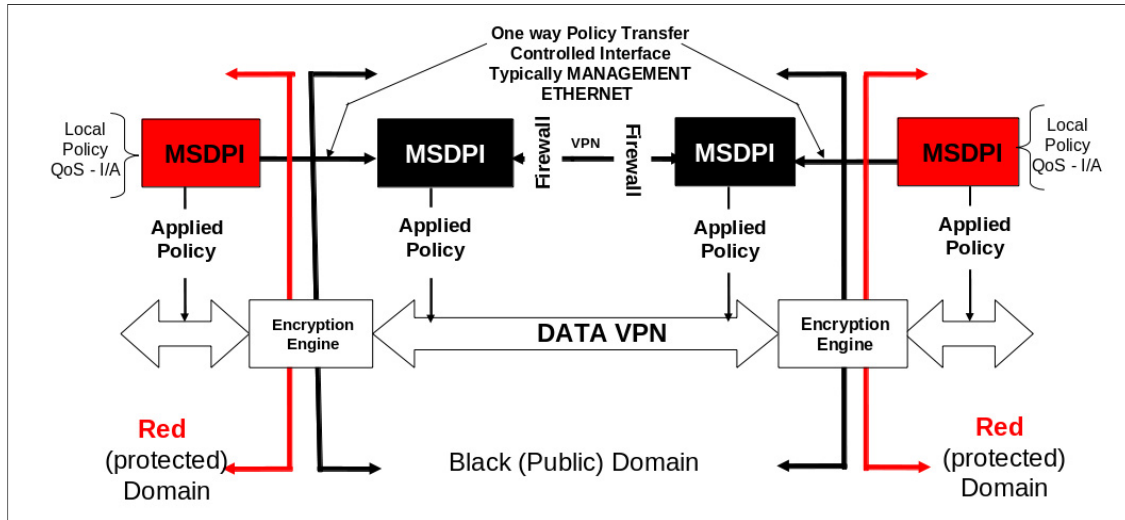 One way Policy Transfer
Controlled Interface
Typically MANAGEMENT
ETHERNET
Local
Policy
QoS - I/A
MSDPI
MSDPI
Firewall
VPN
Firewall
MSDPI
MSDPI
Local
Policy
QoS - I/A
Applied
Policy
Applied
Policy
Applied
Policy
Applied
Policy
Encryption
Engine
DATA VPN
Encryption
Engine
Red
(protected)
Domain
Black (Public) Domain
Red
(protected)
Domain